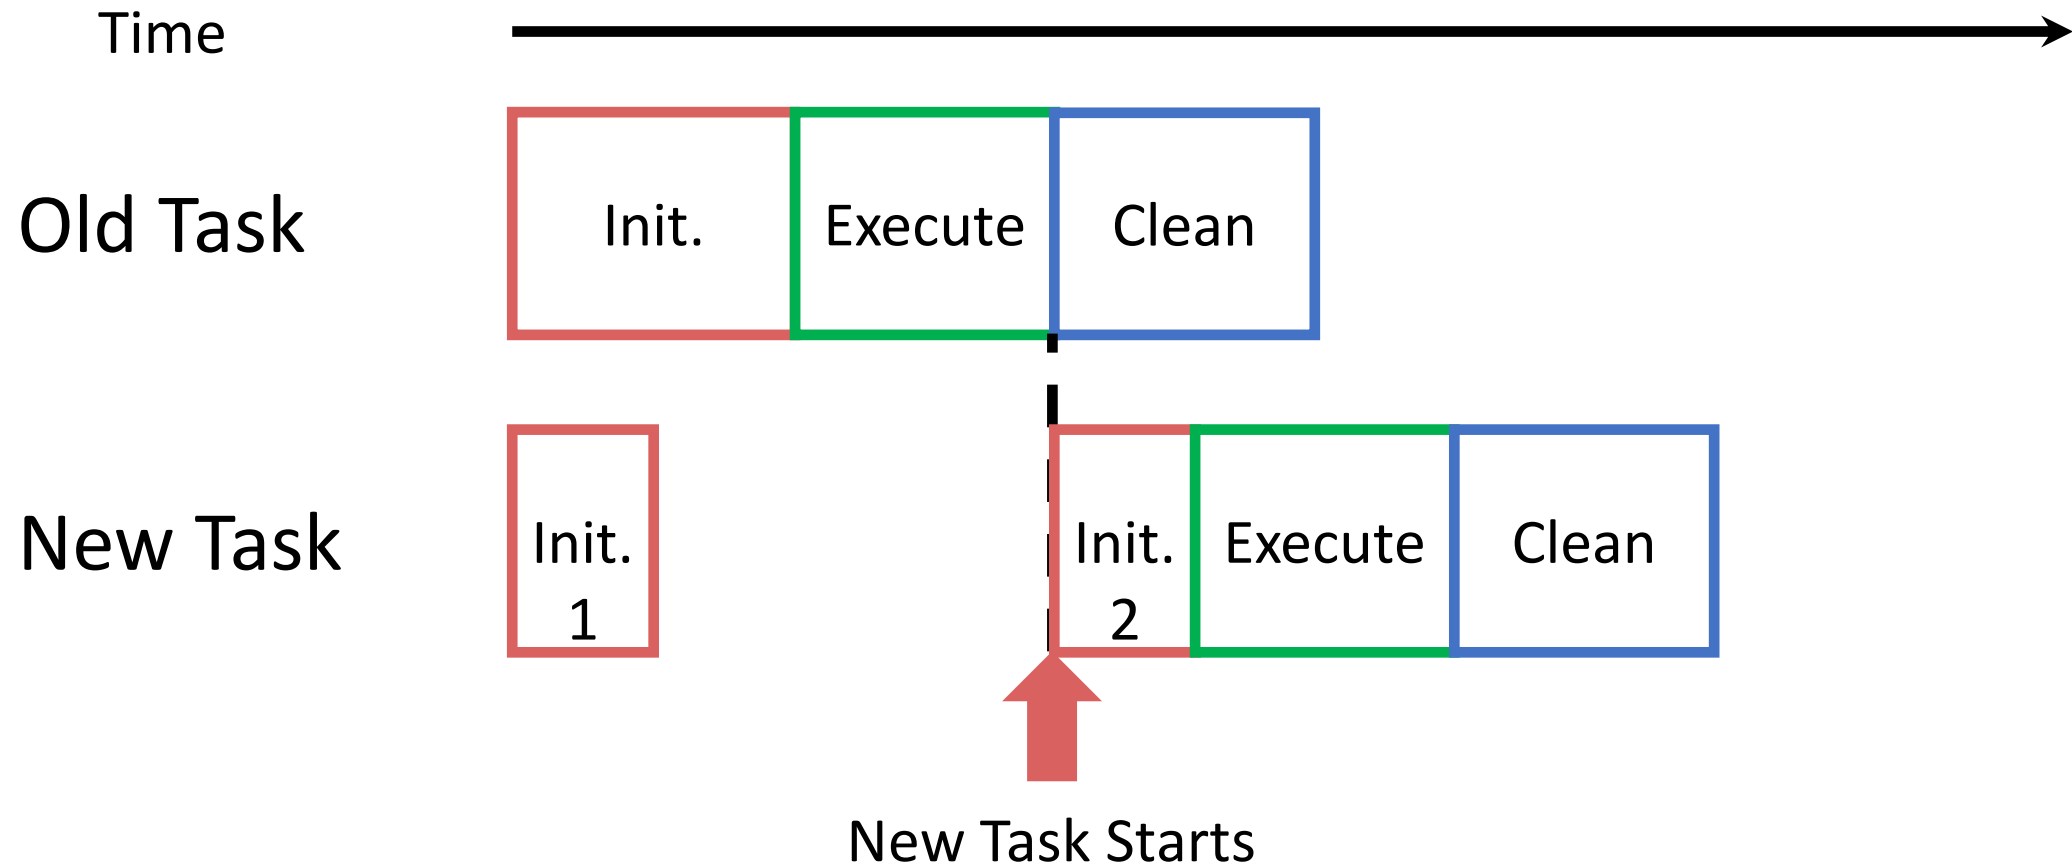 Time
Old Task
Init.
Execute
Clean
New Task
Init.
1
Init.
2
Execute
Clean
New Task Starts